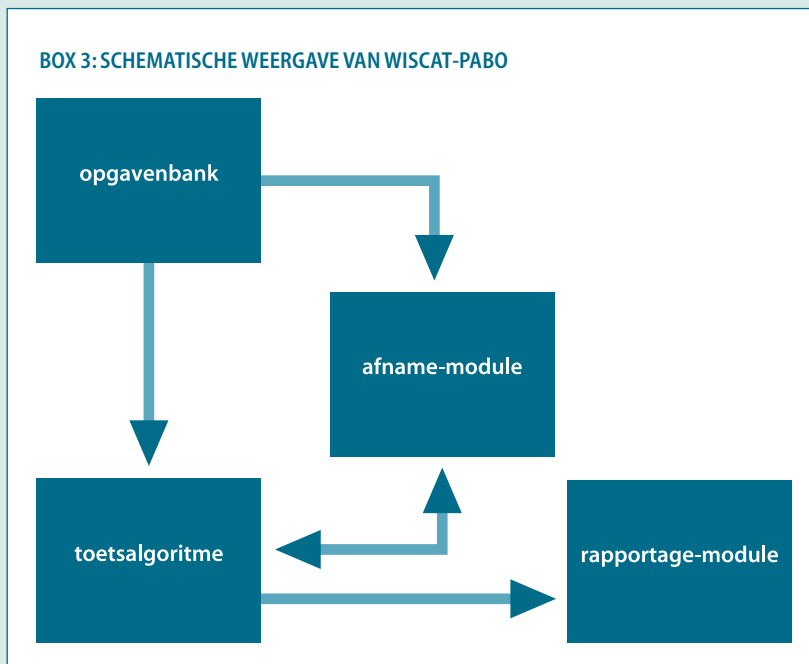 BOX 3: SCHEMATISCHE WEERGAVE VAN WISCAT-PABO
opgavenbank
afname-module
toetsalgoritme
rapportage-module